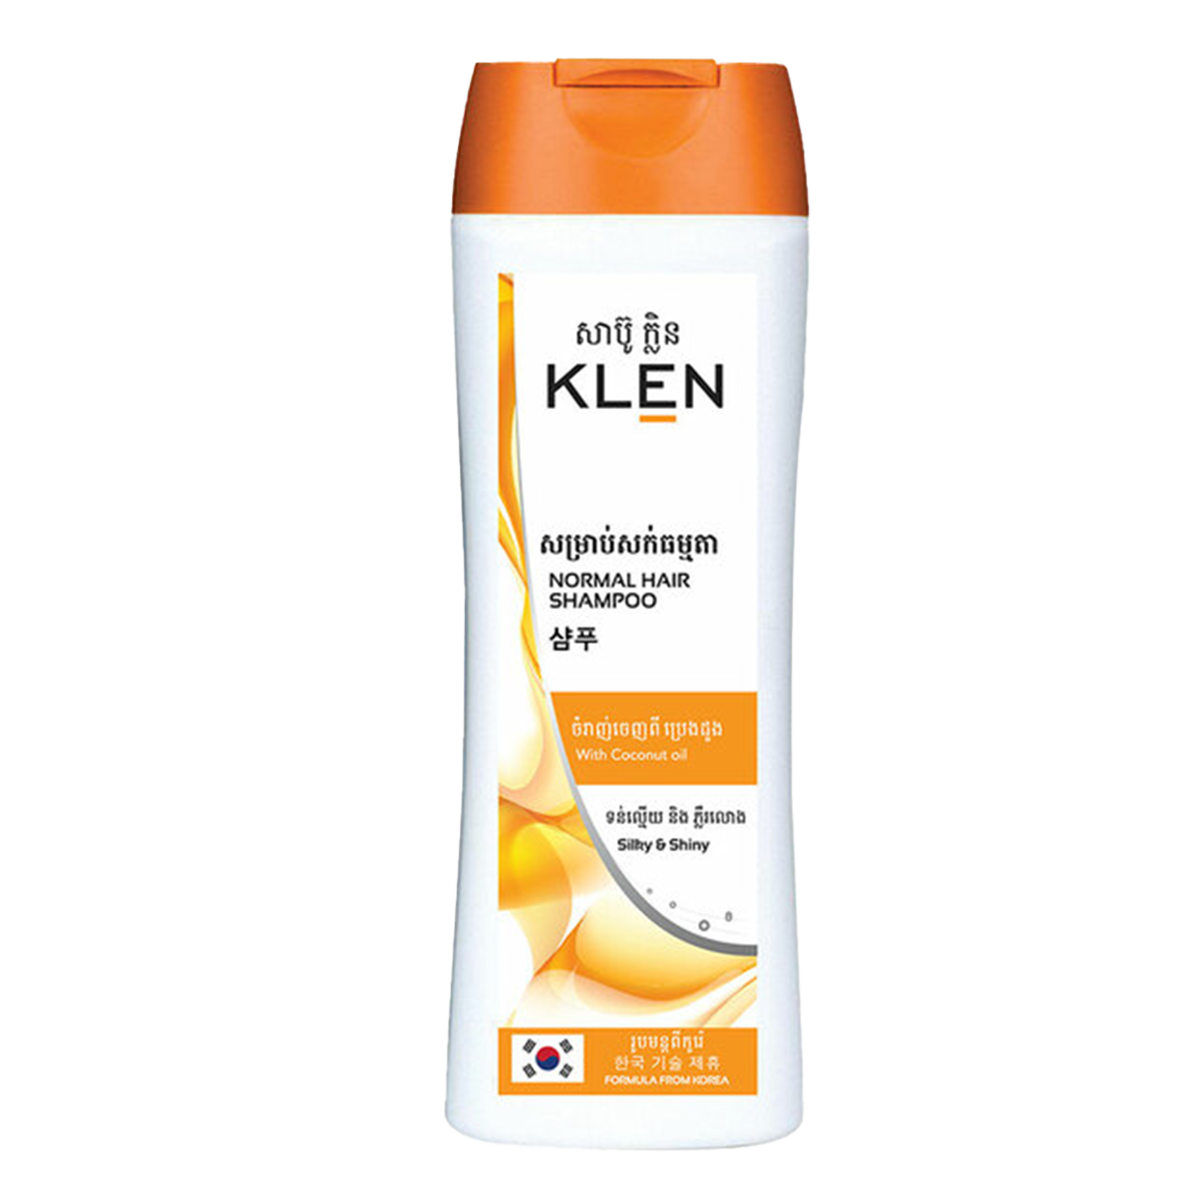 សាប៊ូ ក្លិន
KLEN
សម្រាប់សក់ធម្មតា
NORMAL HAIR
SHAMPOO
샴푸
ចំរាញ់ចេញពី ប្រេងដូង
With Coconut oil
ទន់ល្មើយ និង ភ្លឺរលោង
Silky & Shiny
រូបមន្តពីកូរ៉េ
한국 기술 제휴
FORMULA FROM KOREA